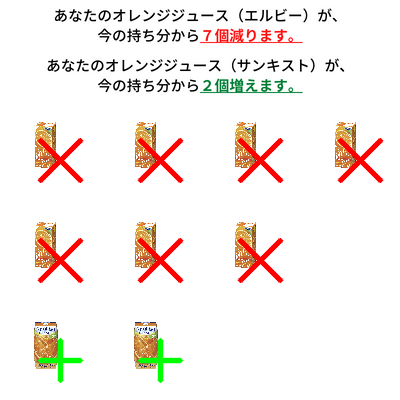 あなたのオレンジジュース（エルビー）が、
今の持ち分から７個減ります。
あなたのオレンジジュース（サンキスト）が、
今の持ち分から２個増えます。